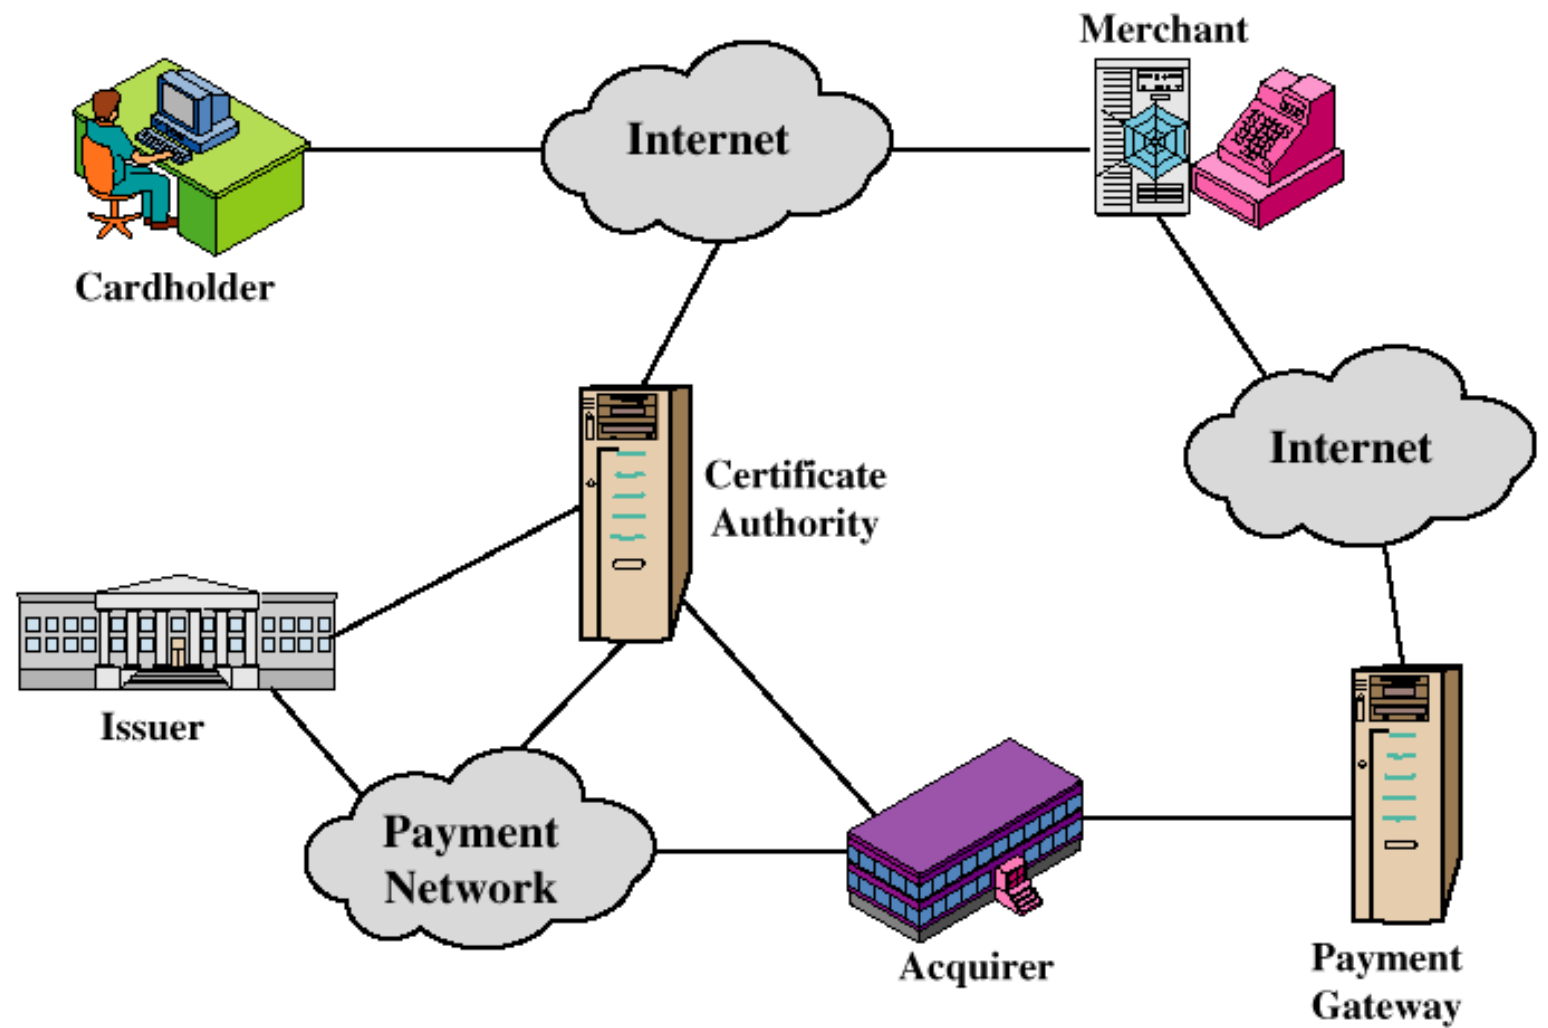 Merchant
Internet
Cardholder
Internet
Certificate
Authority
Issuer
Payment
Network
Acquirer
Payment
Gateway